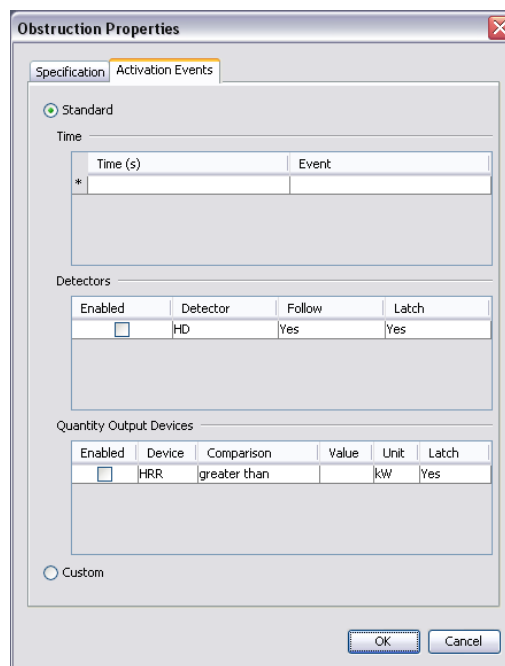 Obstruction Properties
Specification Activation Events
Standard
Time
Time (s) Event
*
Detectors
Enabled Detector Follow Latch
HD Yes Yes
Quantity Output Devices
Enabled Device Comparison Value Unit Latch
HRR greater than kW Yes
Custom
OK Cancel